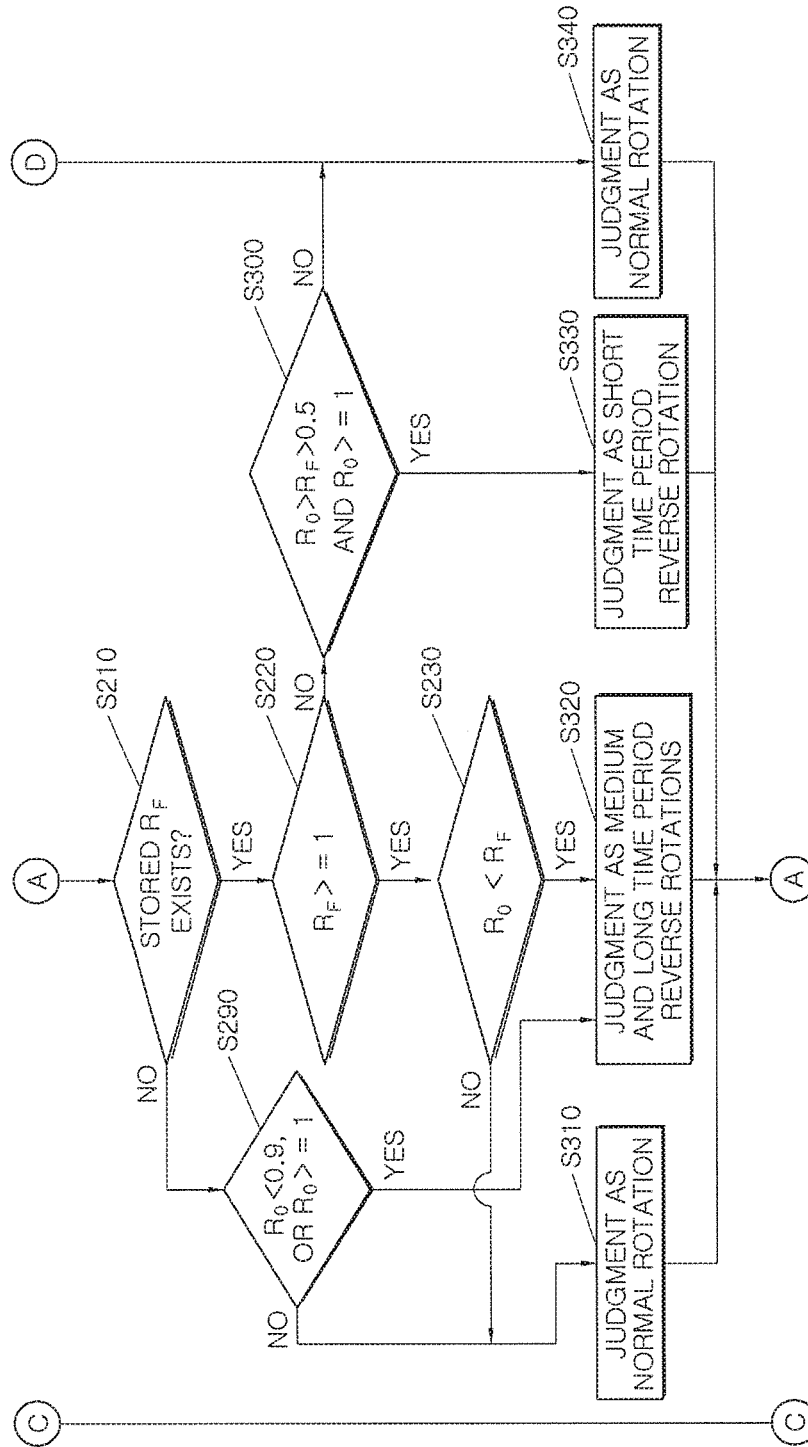 C
A
D
STORED R_F
EXISTS?
S210
NO
YES
R_0<0.9,
OR R_0>=1
S290
NO
YES
R_F>=1
S220
NO
YES
R_0>R_F>0.5
AND R_0>=1
S300
NO
YES
R_0 < R_F
S230
NO
YES
JUDGMENT AS
NORMAL ROTATION
S310
JUDGMENT AS MEDIUM
AND LONG TIME PERIOD
REVERSE ROTATIONS
S320
JUDGMENT AS SHORT
TIME PERIOD
REVERSE ROTATION
S330
JUDGMENT AS
NORMAL ROTATION
S340
C
A